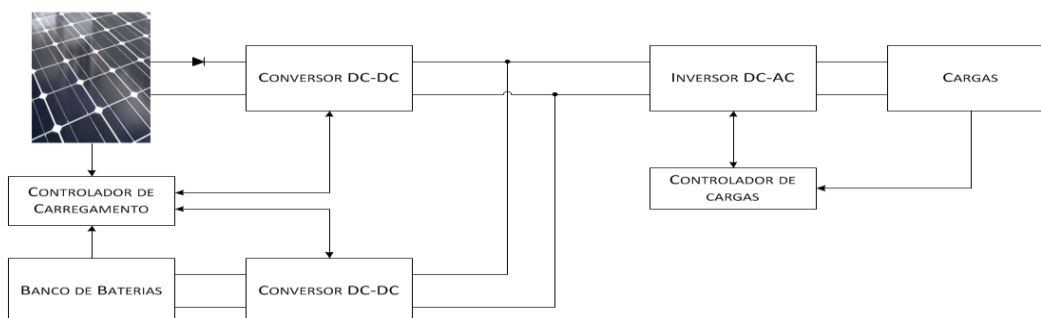 CONVERSOR DC-DC
INVERSOR DC-AC
CARGAS
CONTROLADOR DE
CARREGAMENTO
CONTROLADOR DE
CARGAS
BANCO DE BATERIAS
CONVERSOR DC-DC